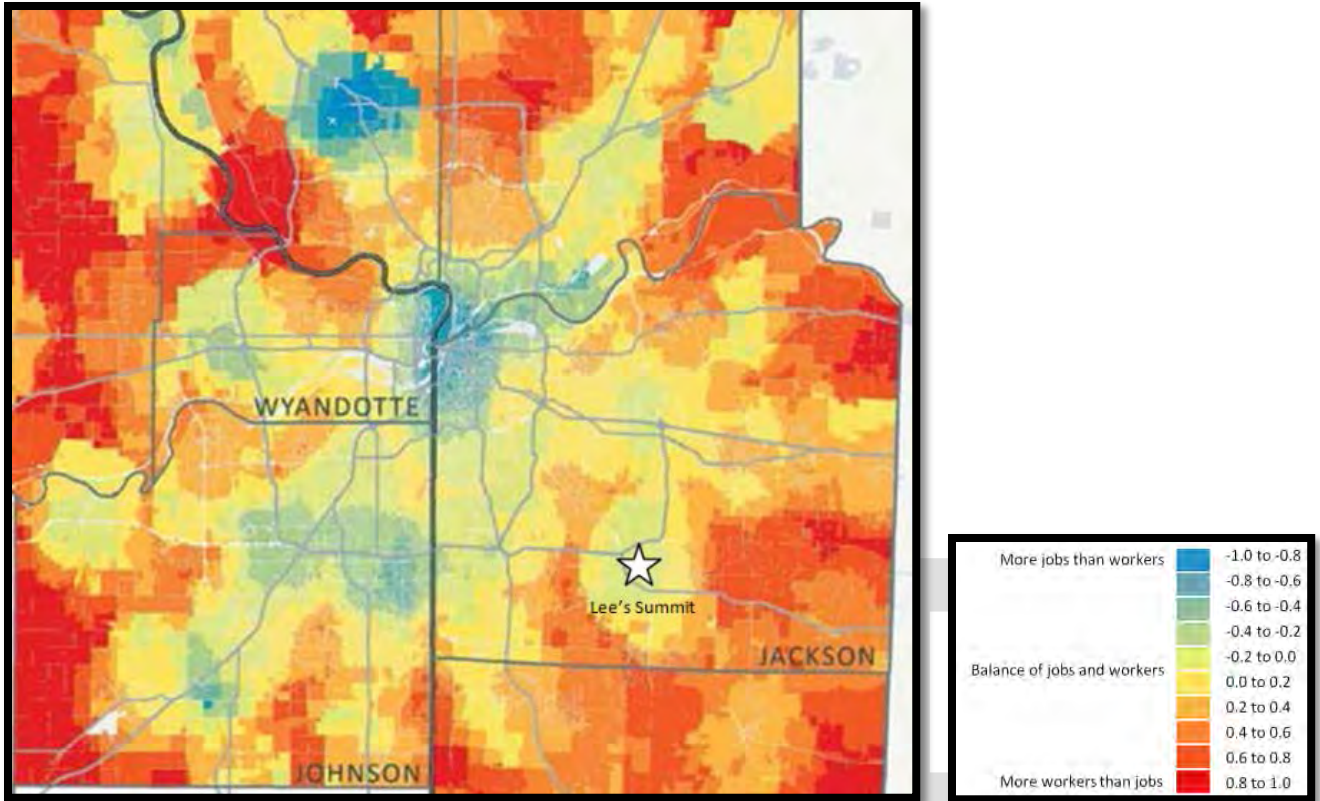 WYANDOTTE
Lee's Summit
JACKSON
JOHNSON
More jobs than workers -1.0 to -0.8
-0.8 to -0.6
-0.6 to -0.4
-0.4 to -0.2
-0.2 to 0.0
Balance of jobs and workers 0.0 to 0.2
0.2 to 0.4
0.4 to 0.6
0.6 to 0.8
More workers than jobs 0.8 to 1.0